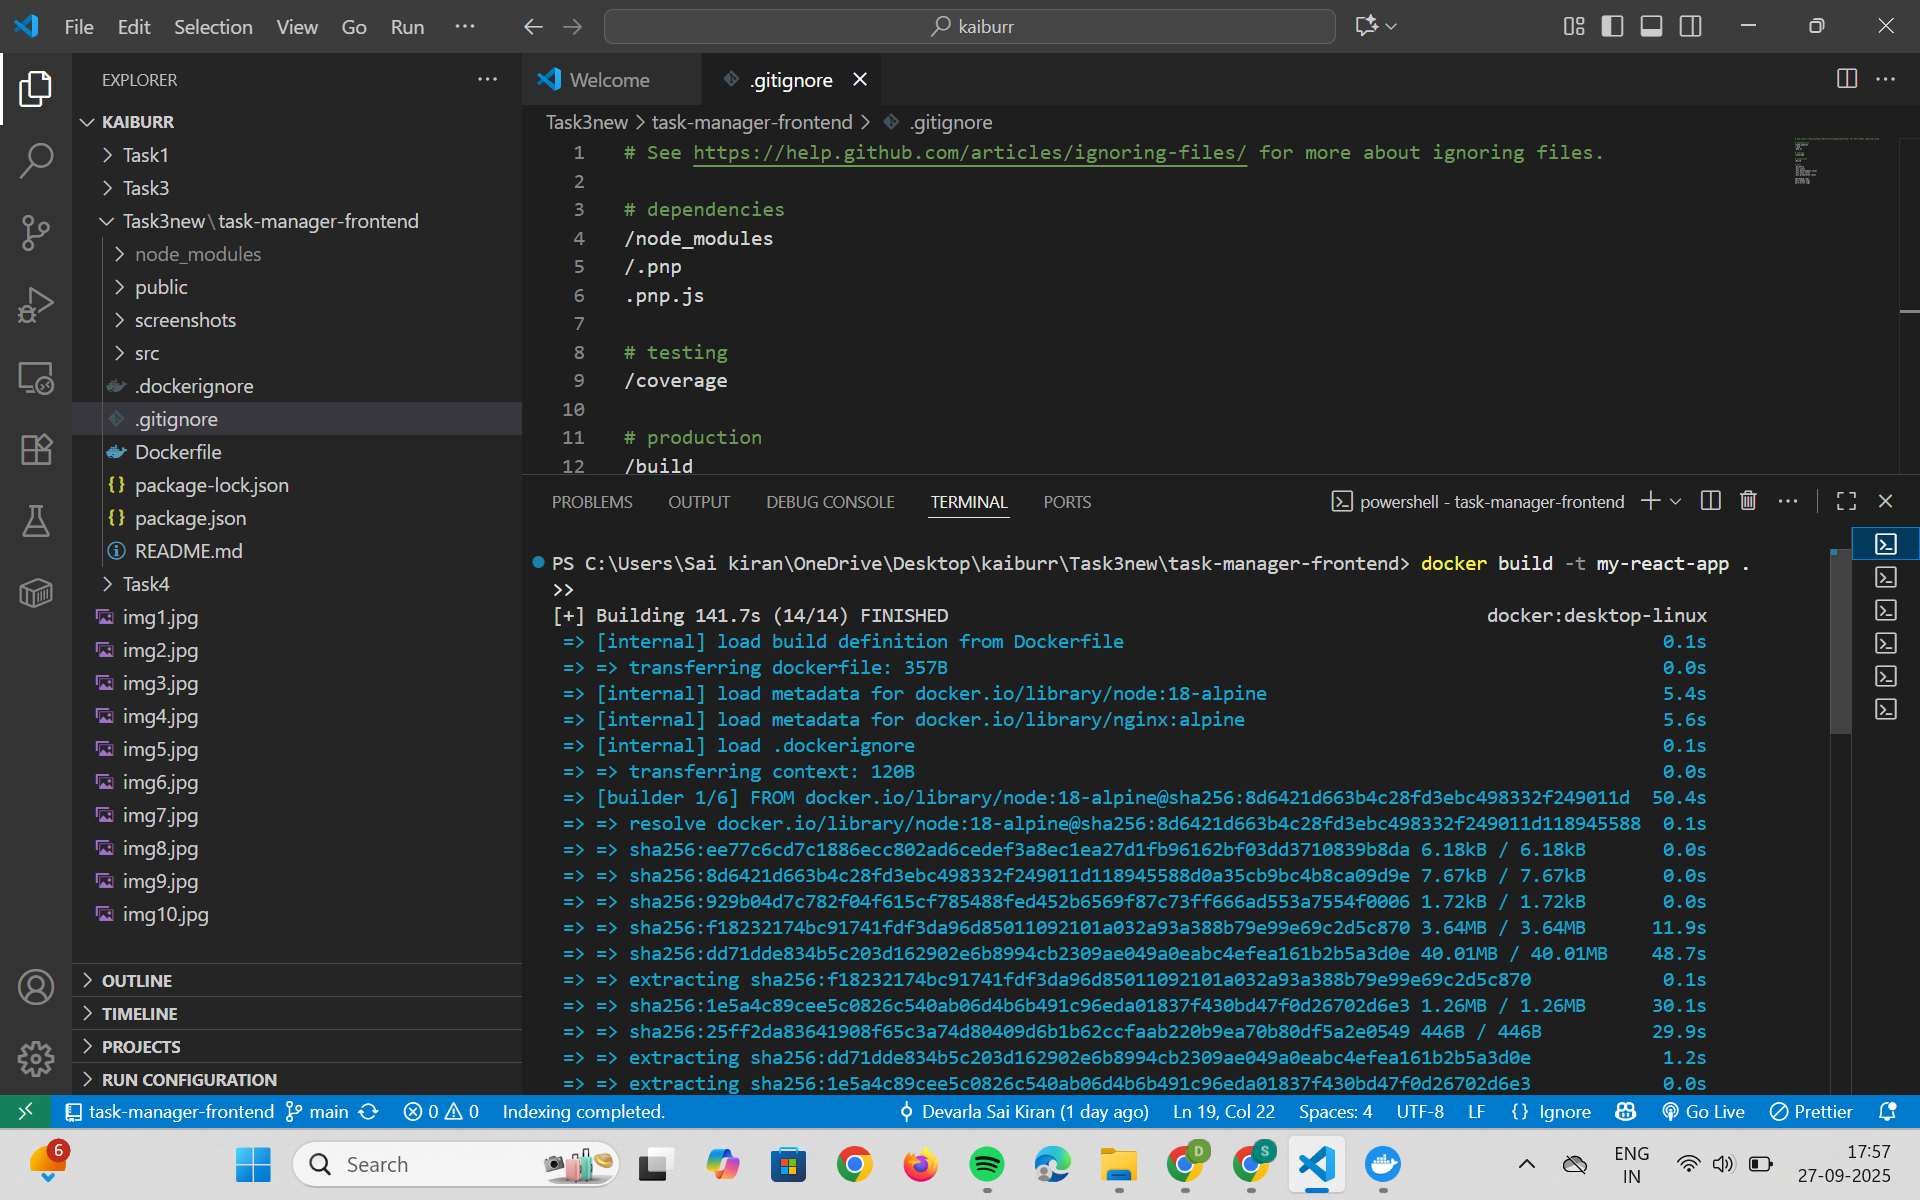 File Edit Selection View Go Run ···
kaiburr
EXPLORER
KAIBURR
Task1
Task3
Task3new\task-manager-frontend
node_modules
public
screenshots
src
.dockerignore
.gitignore
Dockerfile
package-lock.json
package.json
README.md
Task4
img1.jpg
img2.jpg
img3.jpg
img4.jpg
img5.jpg
img6.jpg
img7.jpg
img8.jpg
img9.jpg
img10.jpg
OUTLINE
TIMELINE
PROJECTS
RUN CONFIGURATION
Welcome
.gitignore
Task3new > task-manager-frontend > .gitignore
1 # See https://help.github.com/articles/ignoring-files/ for more about ignoring files.
2
3 # dependencies
4 /node_modules
5 /.pnp
6 .pnp.js
7
8 # testing
9 /coverage
10
11 # production
12 /build
PROBLEMS OUTPUT DEBUG CONSOLE TERMINAL PORTS
powershell - task-manager-frontend
PS C:\Users\Sai kiran\OneDrive\Desktop\kaiburr\Task3new\task-manager-frontend> docker build -t my-react-app .
>>
[+] Building 141.7s (14/14) FINISHED docker:desktop-linux
=> [internal] load build definition from Dockerfile 0.1s
=> => transferring dockerfile: 357B 0.0s
=> [internal] load metadata for docker.io/library/node:18-alpine 5.4s
=> [internal] load metadata for docker.io/library/nginx:alpine 5.6s
=> [internal] load .dockerignore 0.1s
=> => transferring context: 120B 0.0s
=> [builder 1/6] FROM docker.io/library/node:18-alpine@sha256:8d6421d663b4c28fd3ebc498332f249011d 50.4s
=> => resolve docker.io/library/node:18-alpine@sha256:8d6421d663b4c28fd3ebc498332f249011d118945588 0.1s
=> => sha256:ee77c6cd7c1886ecc802ad6cedef3a8ec1ea27d1fb96162bf03dd3710839b8da 6.18kB / 6.18kB 0.0s
=> => sha256:8d6421d663b4c28fd3ebc498332f249011d118945588d0a35cb9bc4b8ca09d9e 7.67kB / 7.67kB 0.0s
=> => sha256:929b04d7c782f04f615cf785488fed452b6569f87c73ff666ad553a7554f0006 1.72kB / 1.72kB 0.0s
=> => sha256:f18232174bc91741fdf3da96d85011092101a032a93a388b79e99e69c2d5c870 3.64MB / 3.64MB 11.9s
=> => sha256:dd71dde834b5c203d162902e6b8994cb2309ae049a0eabc4efea161b2b5a3d0e 40.01MB / 40.01MB 48.7s
=> => extracting sha256:f18232174bc91741fdf3da96d85011092101a032a93a388b79e99e69c2d5c870 0.1s
=> => sha256:1e5a4c89cee5c0826c540ab06d4b6b491c96eda01837f430bd47f0d26702d6e3 1.26MB / 1.26MB 30.1s
=> => sha256:25ff2da83641908f65c3a74d80409d6b1b62ccfaab220b9ea70b80df5a2e0549 446B / 446B 29.9s
=> => extracting sha256:dd71dde834b5c203d162902e6b8994cb2309ae049a0eabc4efea161b2b5a3d0e 1.2s
=> => extracting sha256:1e5a4c89cee5c0826c540ab06d4b6b491c96eda01837f430bd47f0d26702d6e3 0.0s
task-manager-frontend main 0 0 Indexing completed. Devarla Sai Kiran (1 day ago) Ln 19, Col 22 Spaces: 4 UTF-8 LF {} Ignore Go Live Prettier
6
Search
D
S
ENG
IN
17:57
27-09-2025